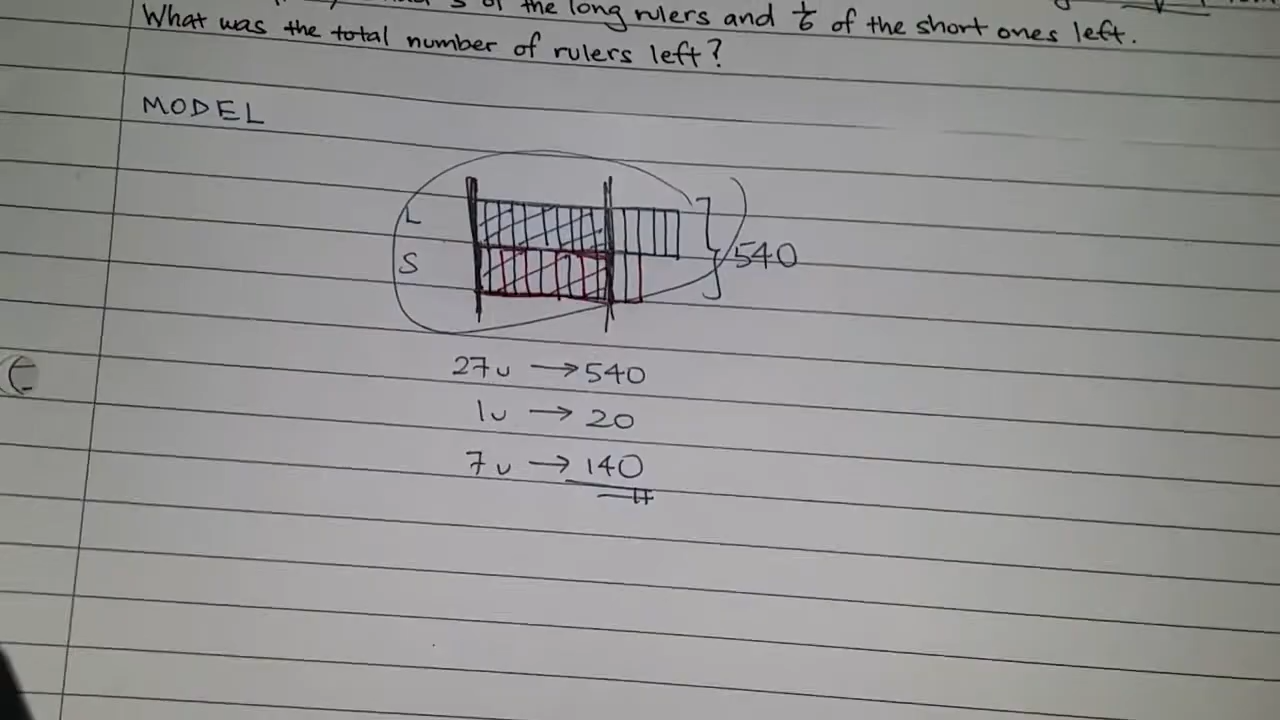 of the long rulers and 1/6 of the short ones left.
What was the total number of rulers left?
MODEL
L
S
540
27u → 540
1u → 20
7u → 140